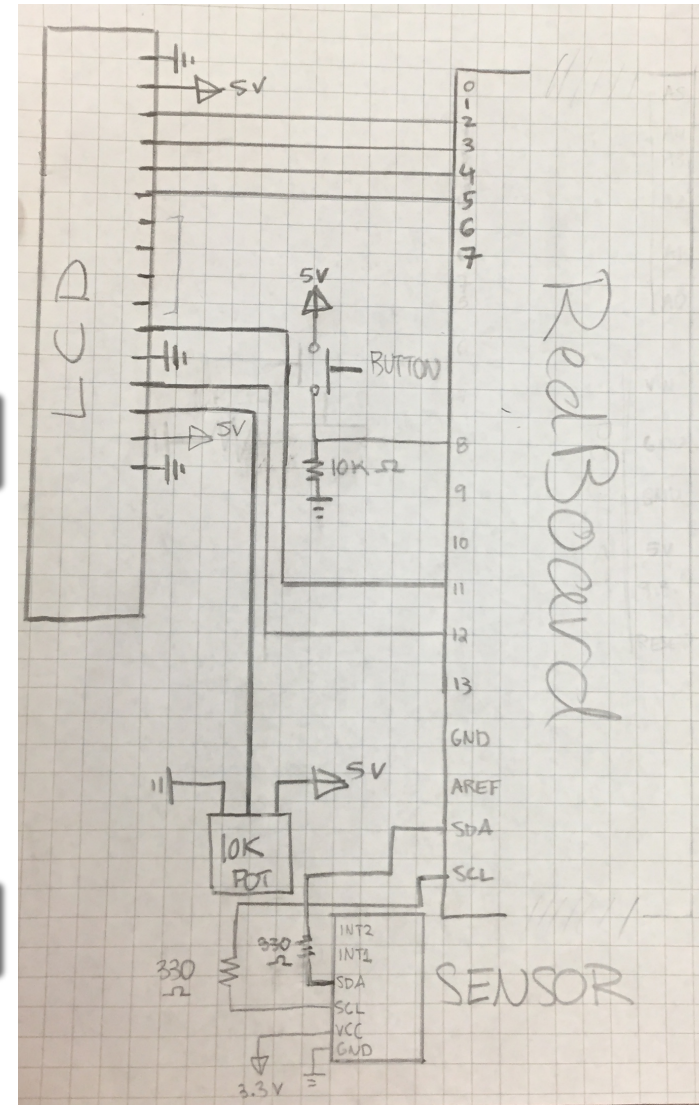 5V
0
1
2
3
4
5
6
7
LCD
5V
BUTTON
RedBoard
5V
8
10K Ω
9
10
11
12
13
GND
5V
AREF
10K
POT
SDA
SCL
330
Ω
330
Ω
INT2
INT1
SDA
SCL
VCC
GND
SENSOR
3.3V